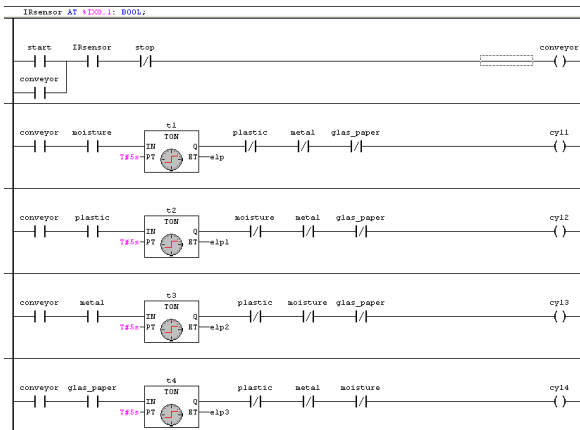 IRsensor AT %IX0.1: BOOL;
start IRsensor stop conveyor
conveyor
t1
conveyor moisture TON plastic metal glas_paper cyl1
IN Q
T#5s PT ET elp
t2
conveyor plastic TON moisture metal glas_paper cyl2
IN Q
T#5s PT ET elp1
t3
conveyor metal TON plastic moisture glas_paper cyl3
IN Q
T#5s PT ET elp2
t4
conveyor glas_paper TON plastic metal moisture cyl4
IN Q
T#5s PT ET elp3